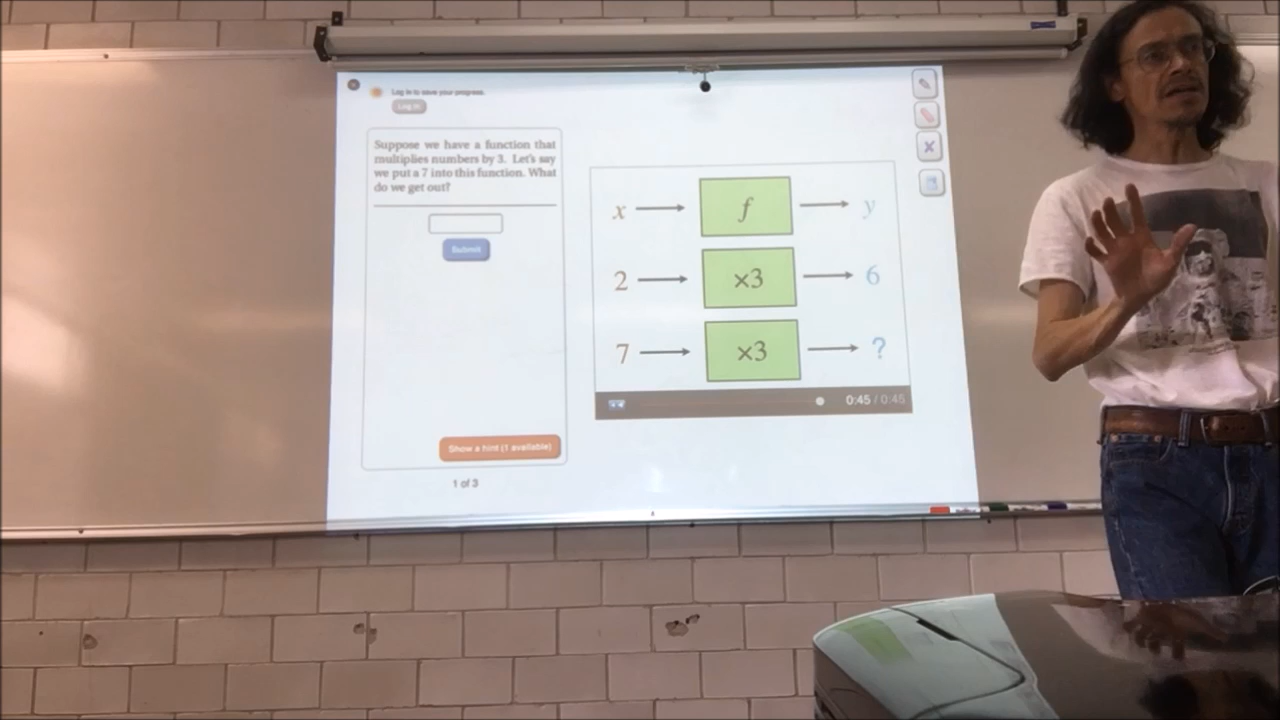 Log in to save your progress.
Log in
Suppose we have a function that
multiplies numbers by 3. Let's say
we put a 7 into this function. What
do we get out?
Submit
Show a hint (1 available)
1 of 3
x f y
2 ×3 6
7 ×3 ?
0:45 / 0:45